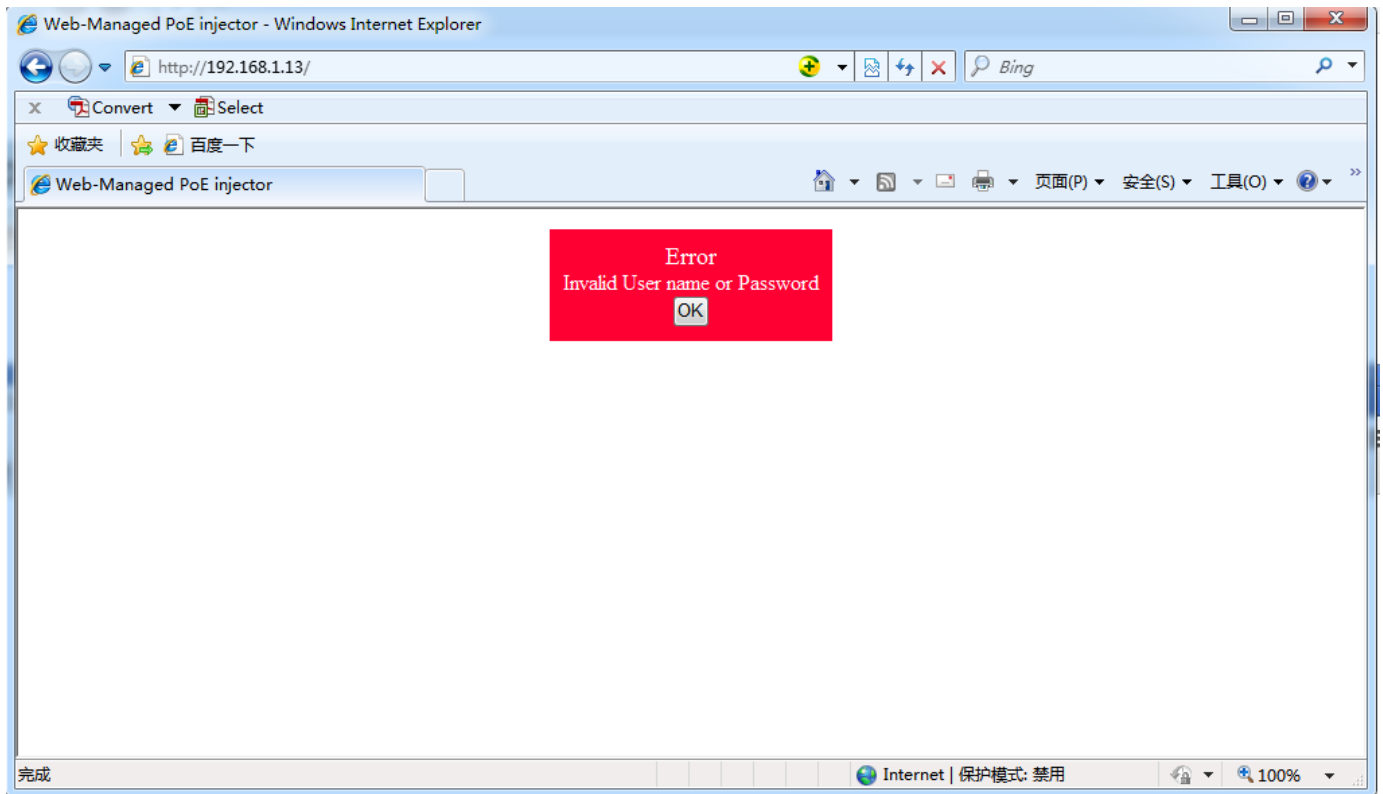 Web-Managed PoE injector - Windows Internet Explorer
http://192.168.1.13/
Bing
x Convert Select
收藏夹 百度一下
Web-Managed PoE injector
页面(P) 安全(S) 工具(O)
Error
Invalid User name or Password
OK
完成
Internet | 保护模式: 禁用
100%